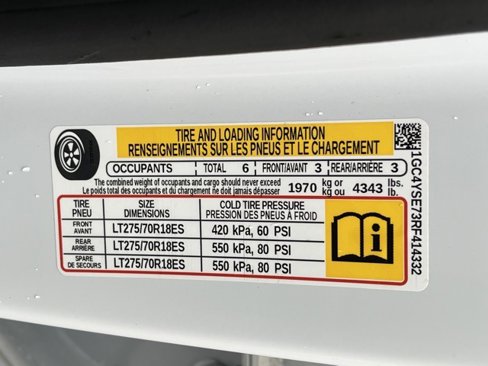 TIRE AND LOADING INFORMATION
RENSEIGNEMENTS SUR LES PNEUS ET LE CHARGEMENT
OCCUPANTS TOTAL 6 FRONT/AVANT 3 REAR/ARRIÈRE 3
The combined weight of occupants and cargo should never exceed
Le poids total des occupants et du chargement ne doit jamais dépasser
1970 kg or kg ou 4343 lbs. lb.
TIRE PNEU SIZE DIMENSIONS COLD TIRE PRESSURE PRESSION DES PNEUS À FROID
FRONT AVANT LT275/70R18ES 420 kPa, 60 PSI
REAR ARRIÈRE LT275/70R18ES 550 kPa, 80 PSI
SPARE DE SECOURS LT275/70R18ES 550 kPa, 80 PSI
1GC4YSE73RF414332